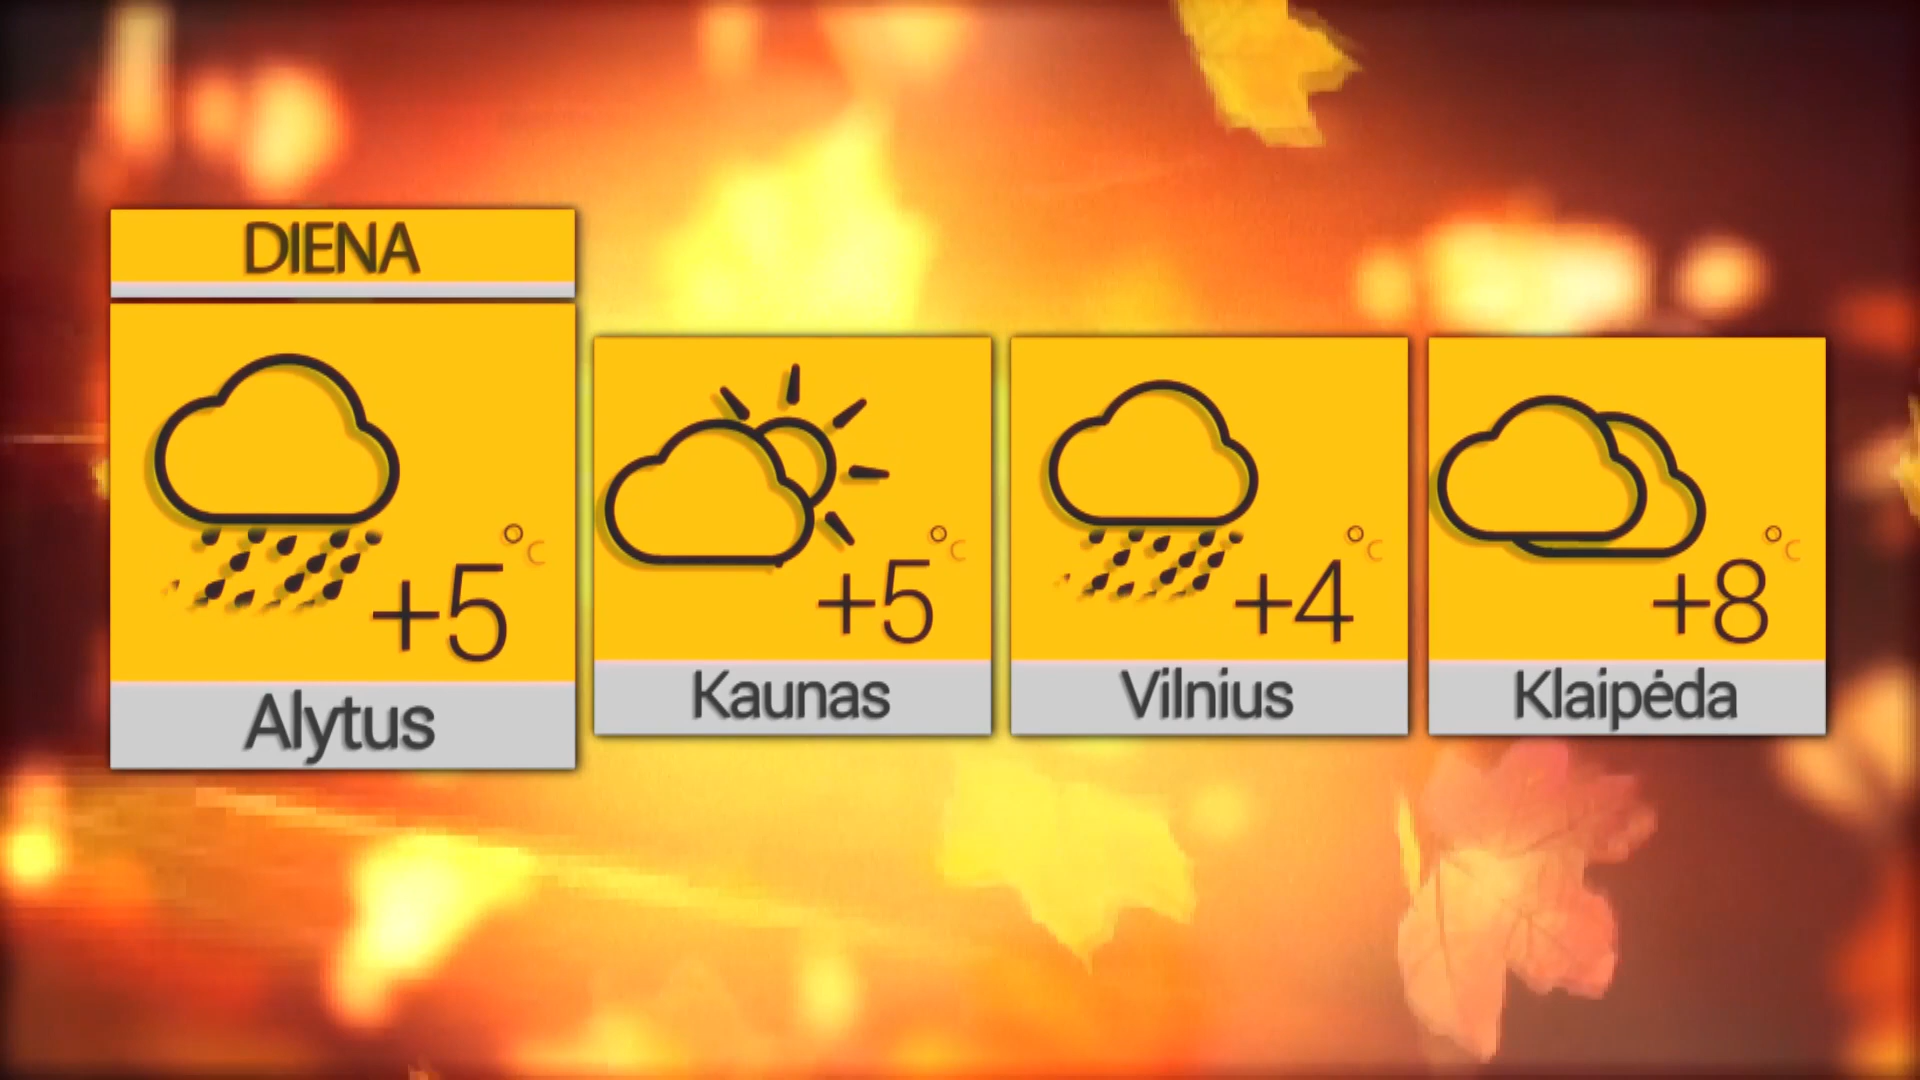 DIENA
+5 °C
Alytus
+5 °C
Kaunas
+4 °C
Vilnius
+8 °C
Klaipėda